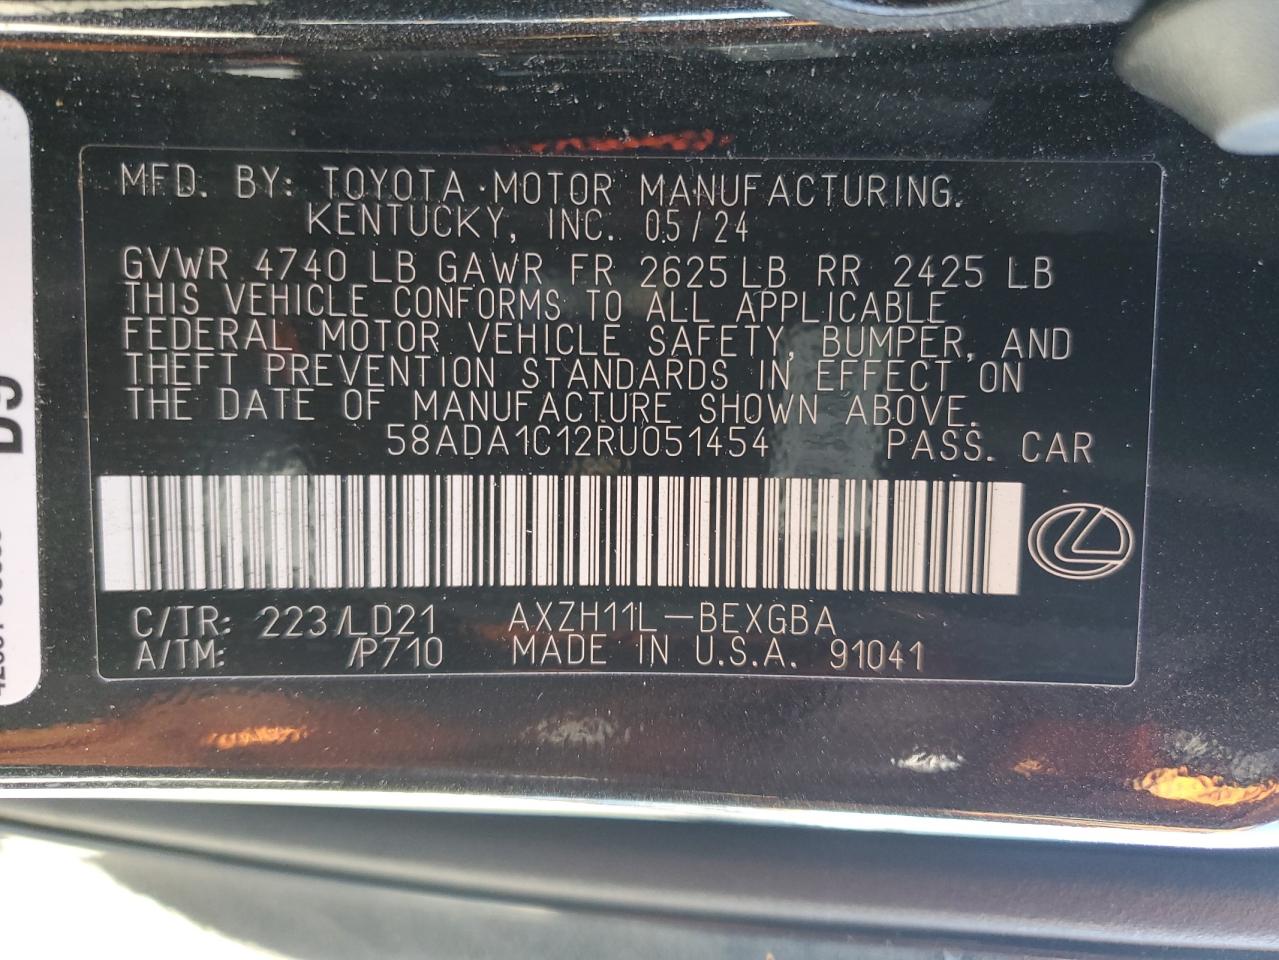 MFD. BY: TOYOTA MOTOR MANUFACTURING.
KENTUCKY, INC. 05/24
GVWR 4740 LB GAWR FR 2625 LB RR 2425 LB
THIS VEHICLE CONFORMS TO ALL APPLICABLE
FEDERAL MOTOR VEHICLE SAFETY, BUMPER, AND
THEFT PREVENTION STANDARDS IN EFFECT ON
THE DATE OF MANUFACTURE SHOWN ABOVE.
58ADA1C12RU051454 PASS. CAR
C/TR: 223/LD21 AXZH11L-BEXGBA
A/TM: /P710 MADE IN U.S.A. 91041